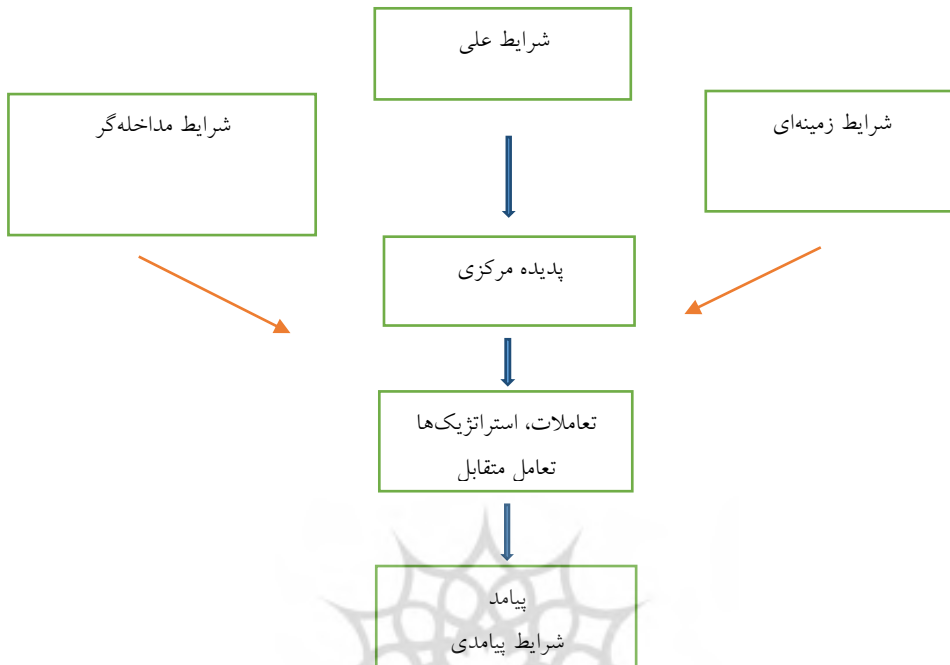 شرایط علی
شرایط زمینه‌ای
شرایط مداخله‌گر
پدیده مرکزی
تعاملات، استراتژیک‌ها
تعامل متقابل
پیامد
شرایط پیامدی